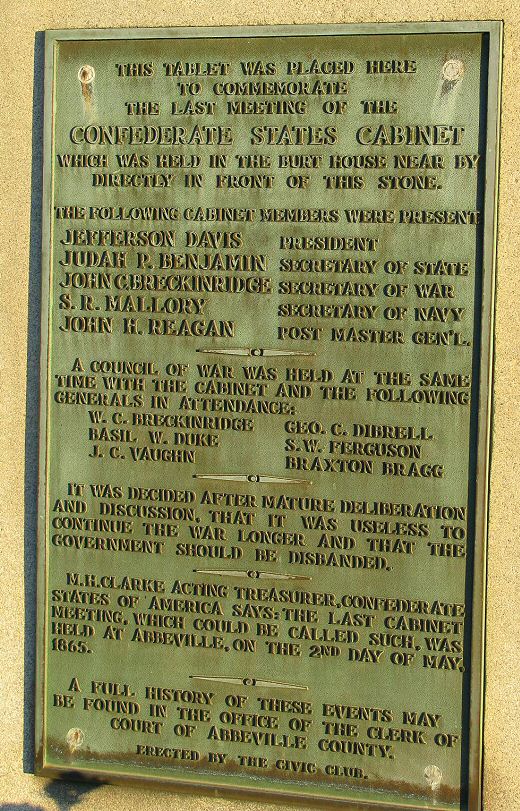 THIS TABLET WAS PLACED HERE
TO COMMEMORATE
THE LAST MEETING OF THE
CONFEDERATE STATES CABINET
WHICH WAS HELD IN THE BURT HOUSE NEAR BY
DIRECTLY IN FRONT OF THIS STONE.
THE FOLLOWING CABINET MEMBERS WERE PRESENT
JEFFERSON DAVIS PRESIDENT
JUDAH P. BENJAMIN SECRETARY OF STATE
JOHN C. BRECKINRIDGE SECRETARY OF WAR
S. R. MALLORY SECRETARY OF NAVY
JOHN H. REAGAN POST MASTER GEN'L.
A COUNCIL OF WAR WAS HELD AT THE SAME
TIME WITH THE CABINET AND THE FOLLOWING
GENERALS IN ATTENDANCE:
W. C. BRECKINRIDGE GEO. C. DIBRELL
BASIL W. DUKE S.W. FERGUSON
J. C. VAUGHN BRAXTON BRAGG
IT WAS DECIDED AFTER MATURE DELIBERATION
AND DISCUSSION, THAT IT WAS USELESS TO
CONTINUE THE WAR LONGER AND THAT THE
GOVERNMENT SHOULD BE DISBANDED.
M.H. CLARKE ACTING TREASURER, CONFEDERATE
STATES OF AMERICA SAYS: THE LAST CABINET
MEETING, WHICH COULD BE CALLED SUCH, WAS
HELD AT ABBEVILLE, ON THE 2ND DAY OF MAY,
1865.
A FULL HISTORY OF THESE EVENTS MAY
BE FOUND IN THE OFFICE OF THE CLERK OF
COURT OF ABBEVILLE COUNTY.
ERECTED BY THE CIVIC CLUB.